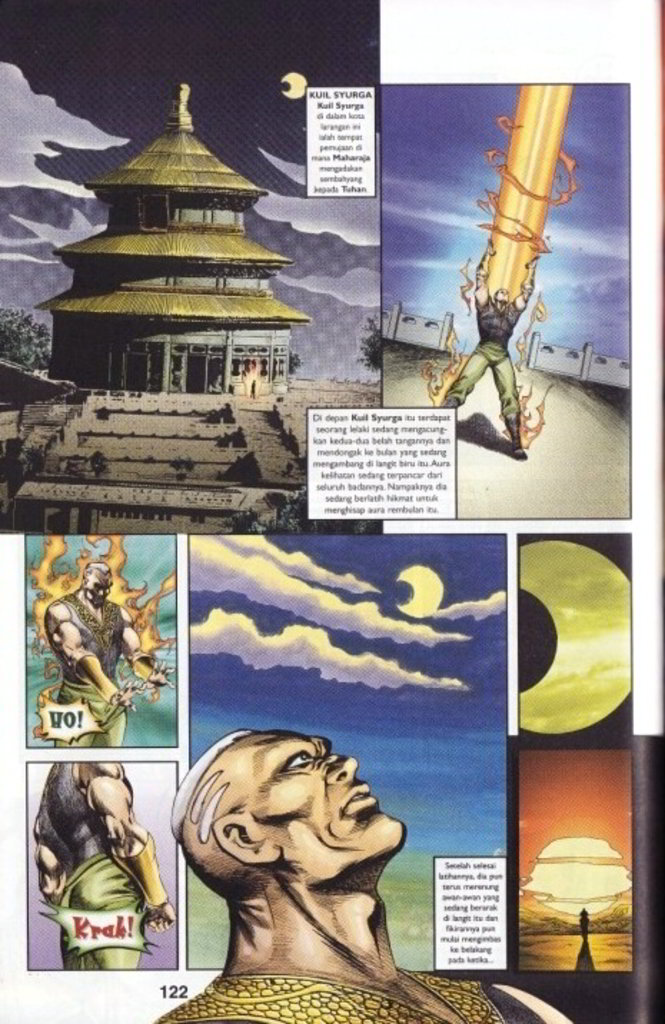 KUIL SYURGA
Kuil Syurga
di dalam kota
larangan ini
ialah tempat
pemujaan di
mana Maharaja
mengadakan
sembahyang
kepada Tuhan.
Di depan Kuil Syurga itu terdapat
seorang lelaki sedang mengacung-
kan kedua-dua belah tangannya dan
mendongak ke bulan yang sedang
mengambang di langit biru itu. Aura
kelihatan sedang terpancar dari
seluruh badannya. Nampaknya dia
sedang berlatih hikmat untuk
menghisap aura rembulan itu.
HO!
Krak!
Setelah selesai
latihannya, dia pun
terus merenung
awan-awan yang
sedang berarak
di langit itu dan
fikirannya pun
mulai mengimbas
ke belakang
pada ketika...
122